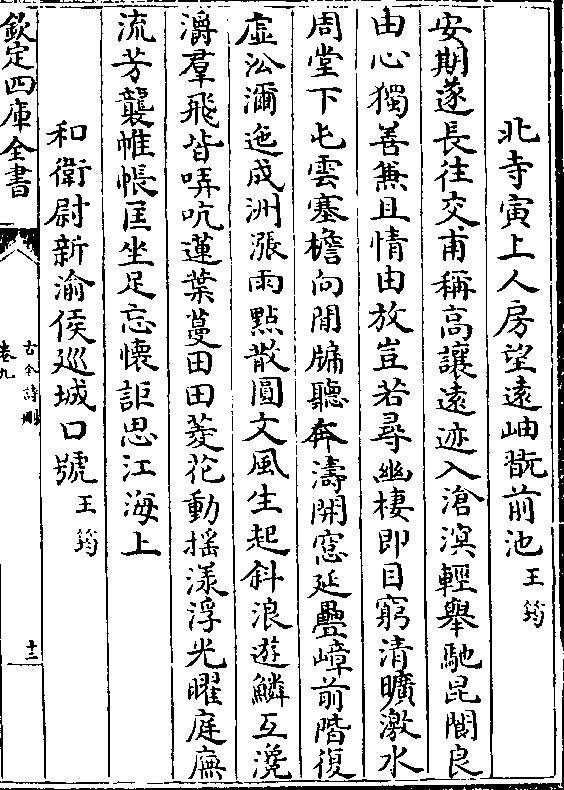 北寺寅上人房望遠岫翫前池 王筠
安期遂長往交甫稱高讓遠迹入滄溟輕舉馳昆閬良
由心獨善兼且情由放豈若尋幽棲即目窮清曠激水
周堂下屯雲塞檐向閒牖聽奔濤開窓延疊嶂前階復
虛沿瀰迤成洲漲雨點散圓文風生起斜浪遊鱗互瀺
灂羣飛皆哢吭蓮葉蔓田田菱花動搖漾浮光曜庭廡
流芳襲帷帳匡坐足忘懷詎思江海上
和衛尉新渝侯巡城口號 王筠
欽定四庫全書
古今詩刪
卷九
十二